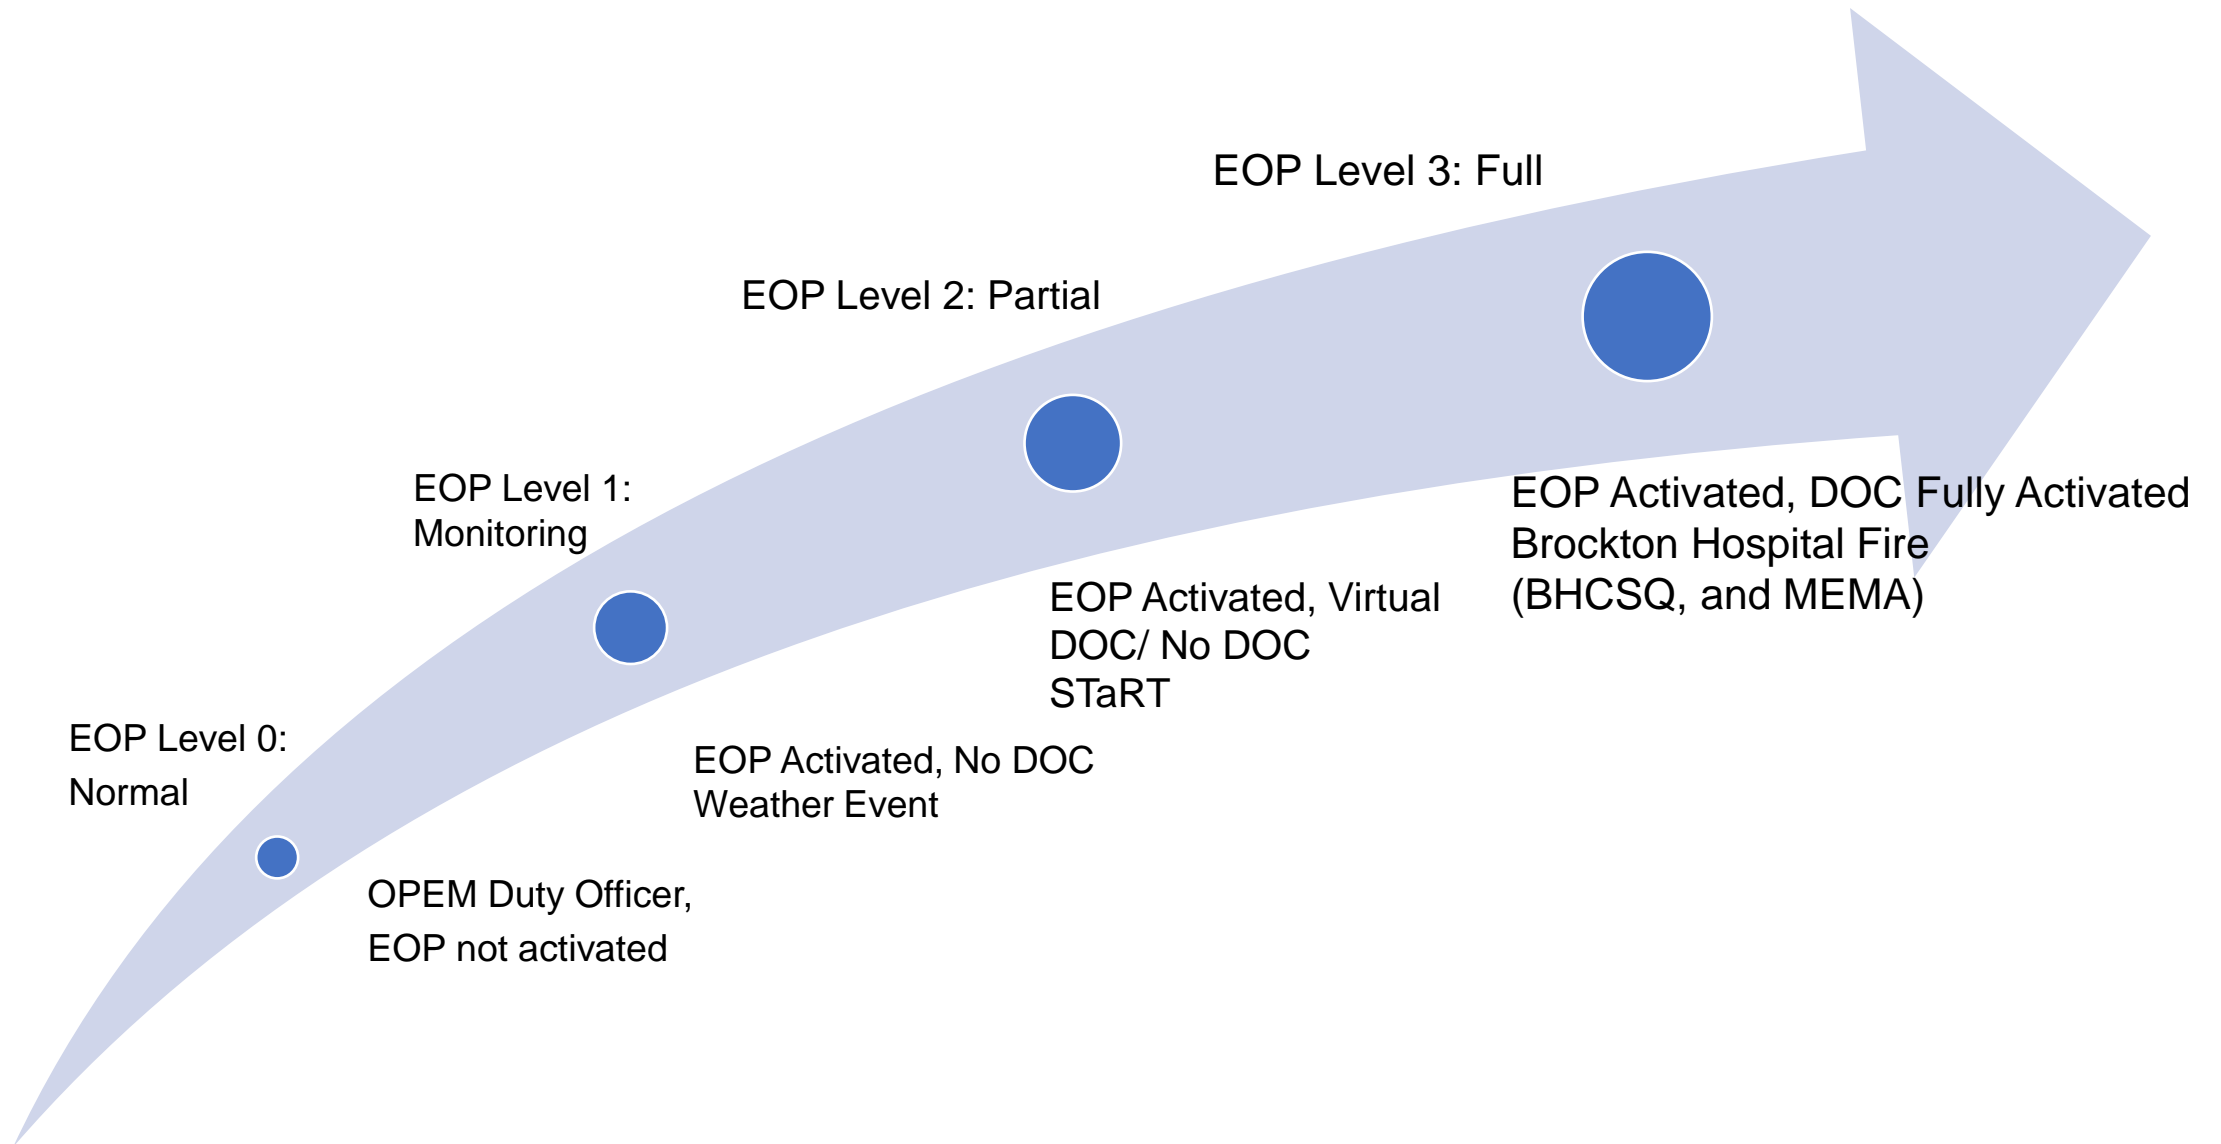 EOP Level 0:
Normal
OPEM Duty Officer,
EOP not activated
EOP Level 1:
Monitoring
EOP Activated, No DOC
Weather Event
EOP Level 2: Partial
EOP Activated, Virtual
DOC/ No DOC
STaRT
EOP Level 3: Full
EOP Activated, DOC Fully Activated
Brockton Hospital Fire
(BHCSQ, and MEMA)